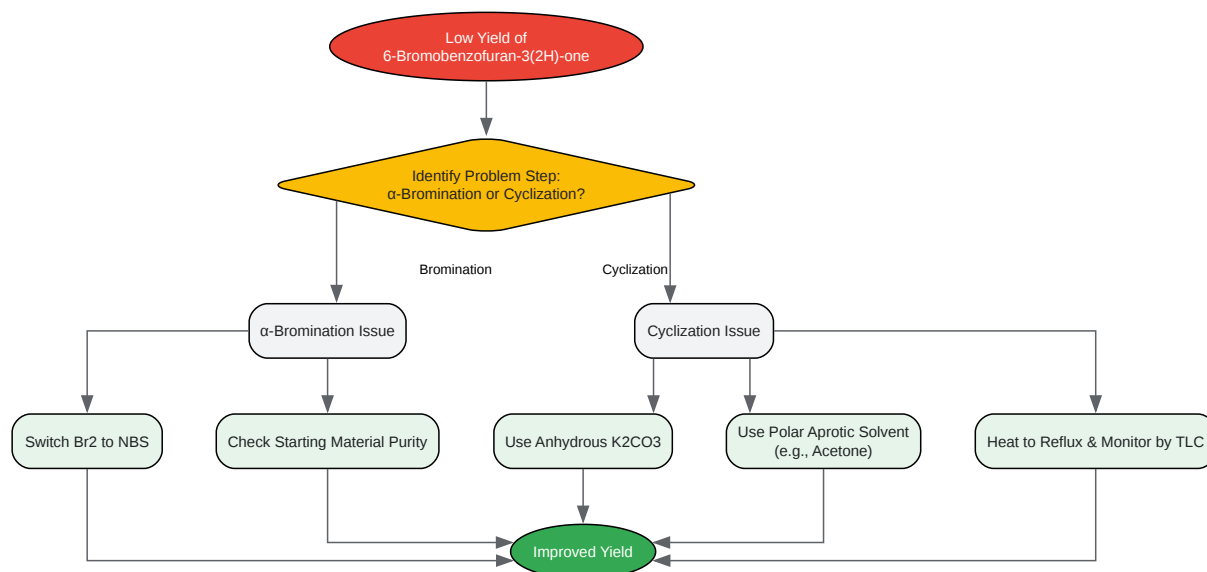 Low Yield of
6-Bromobenzofuran-3(2H)-one
Identify Problem Step:
α-Bromination or Cyclization?
Bromination
Cyclization
α-Bromination Issue
Cyclization Issue
Switch Br2 to NBS
Check Starting Material Purity
Use Anhydrous K2CO3
Use Polar Aprotic Solvent
(e.g., Acetone)
Heat to Reflux & Monitor by TLC
Improved Yield